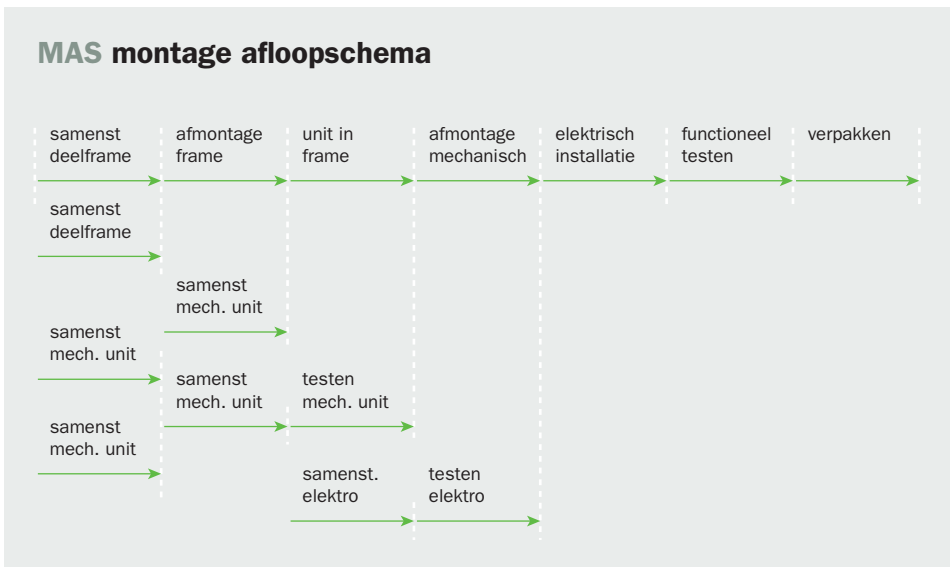 MAS montage afloopschema
samenst
deelframe
afmontage
frame
unit in
frame
afmontage
mechanisch
elektrisch
installatie
functioneel
testen
verpakken
samenst
deelframe
samenst
mech. unit
samenst
mech. unit
samenst
mech. unit
testen
mech. unit
samenst
mech. unit
samenst.
elektro
testen
elektro